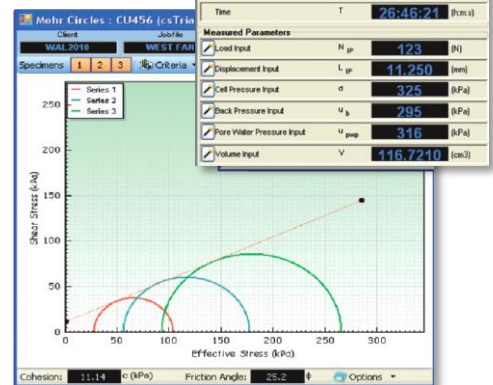 Time T 26:46:21 (h:m:s)
Measured Parameters
Load Input N IP 123 (N)
Displacement Input L IP 11.250 (mm)
Cell Pressure Input σ 325 (kPa)
Back Pressure Input u b 295 (kPa)
Pore Water Pressure Input u pwp 316 (kPa)
Volume Input V 116.7210 (cm3)
Mohr Circles : CU456 (csTria
Client Jobfile
WAL2010 WEST FAN
Specimens 1 2 3 Criteria
Series 1
Series 2
Series 3
250
200
150
100
50
0
Shear Stress (kPa)
0 50 100 150 200 250 300
Effective Stress (kPa)
Cohesion: 11.14 c (kPa) Friction Angle: 25.2 ϕ Options